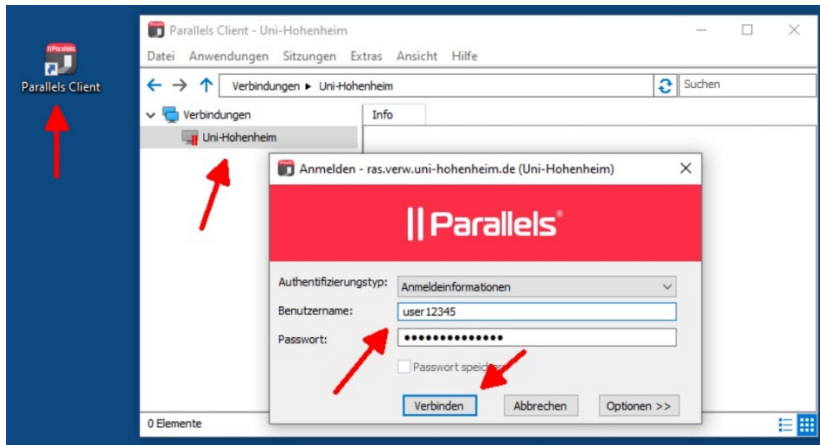 Parallels Client - Uni-Hohenheim
Datei Anwendungen Sitzungen Extras Ansicht Hilfe
||Parallels
Parallels Client
Verbindungen ▸ Uni-Hohenheim
Suchen
Verbindungen
Info
Uni-Hohenheim
Anmelden - ras.verw.uni-hohenheim.de (Uni-Hohenheim)
||Parallels®
Authentifizierungstyp: Anmeldeinformationen
Benutzername: user12345
Passwort: ••••••••••••••
Passwort
Verbinden Abbrechen Optionen >>
0 Elemente